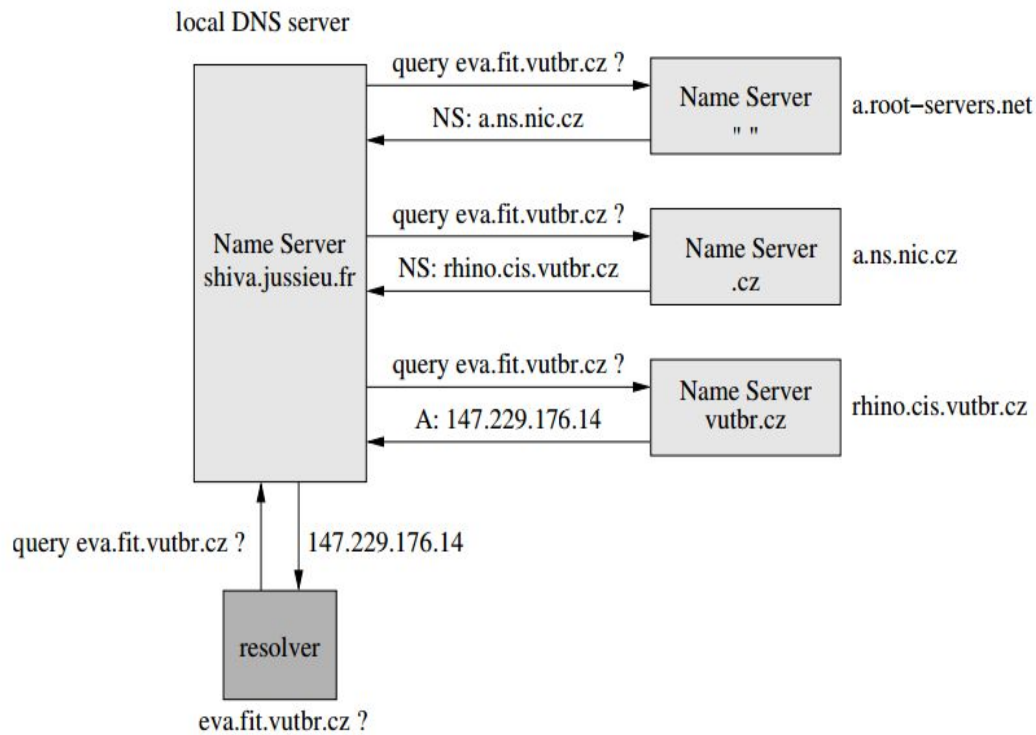 local DNS server
query eva.fit.vutbr.cz ?
NS: a.ns.nic.cz
Name Server
" "
a.root-servers.net
query eva.fit.vutbr.cz ?
NS: rhino.cis.vutbr.cz
Name Server
.cz
a.ns.nic.cz
Name Server
shiva.jussieu.fr
query eva.fit.vutbr.cz ?
A: 147.229.176.14
Name Server
vutbr.cz
rhino.cis.vutbr.cz
query eva.fit.vutbr.cz ?
147.229.176.14
resolver
eva.fit.vutbr.cz ?